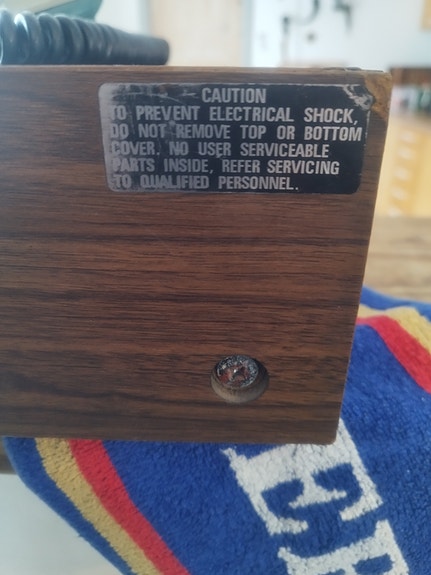 CAUTION
TO PREVENT ELECTRICAL SHOCK,
DO NOT REMOVE TOP OR BOTTOM
COVER. NO USER SERVICEABLE
PARTS INSIDE, REFER SERVICING
TO QUALIFIED PERSONNEL.